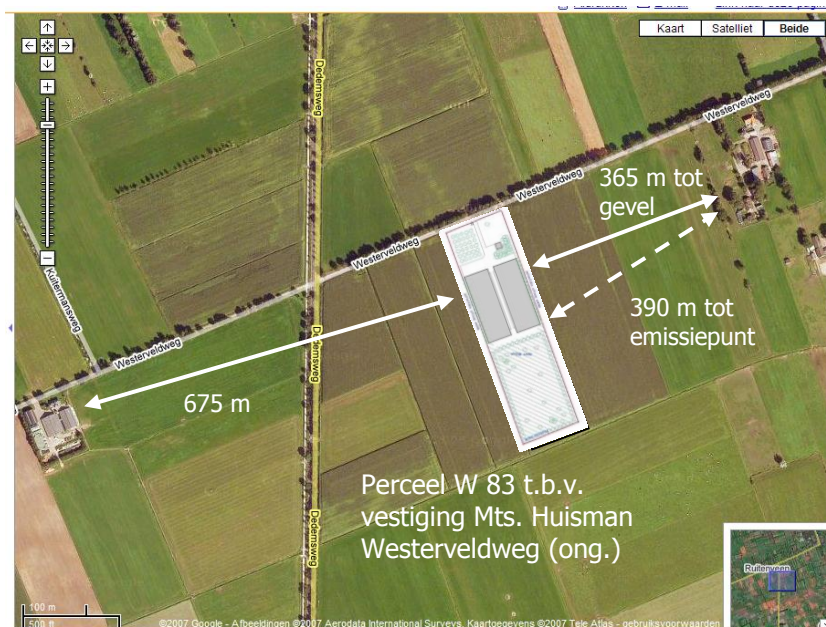 Kaart Satelliet Beide
Dedemsweg
Westerveldweg
Westerveldweg
365 m tot
gevel
Westerveldweg
Kuitermansweg
390 m tot
emissiepunt
Westerveldweg
Dedemsweg
675 m
Perceel W 83 t.b.v.
vestiging Mts. Huisman
Westerveldweg (ong.)
Dedemsweg
Ruitenveen
100 m
500 ft
©2007 Google - Afbeeldingen ©2007 Aerodata International Surveys, Kaartgegevens ©2007 Tele Atlas - gebruiksvoorwaarden